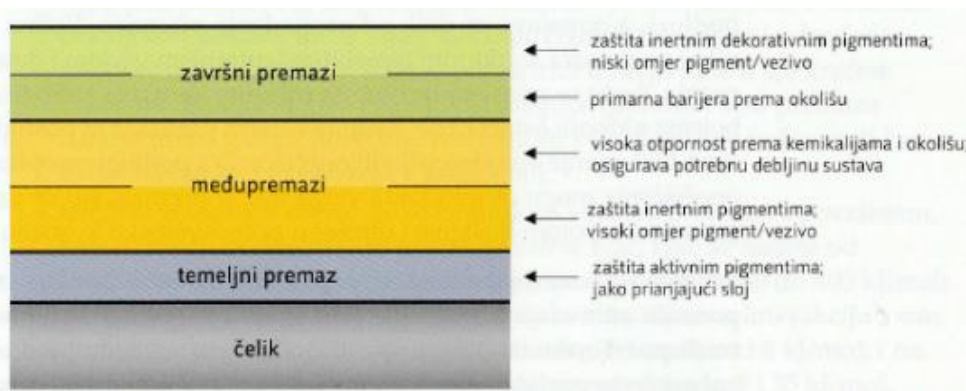 završni premazi
međupremazi
temeljni premaz
čelik
zaštita inertnim dekorativnim pigmentima;
niski omjer pigment/vezivo
primarna barijera prema okolišu
visoka otpornost prema kemikalijama i okolišu;
osigurava potrebnu debljinu sustava
zaštita inertnim pigmentima;
visoki omjer pigment/vezivo
zaštita aktivnim pigmentima;
jako prianjajući sloj